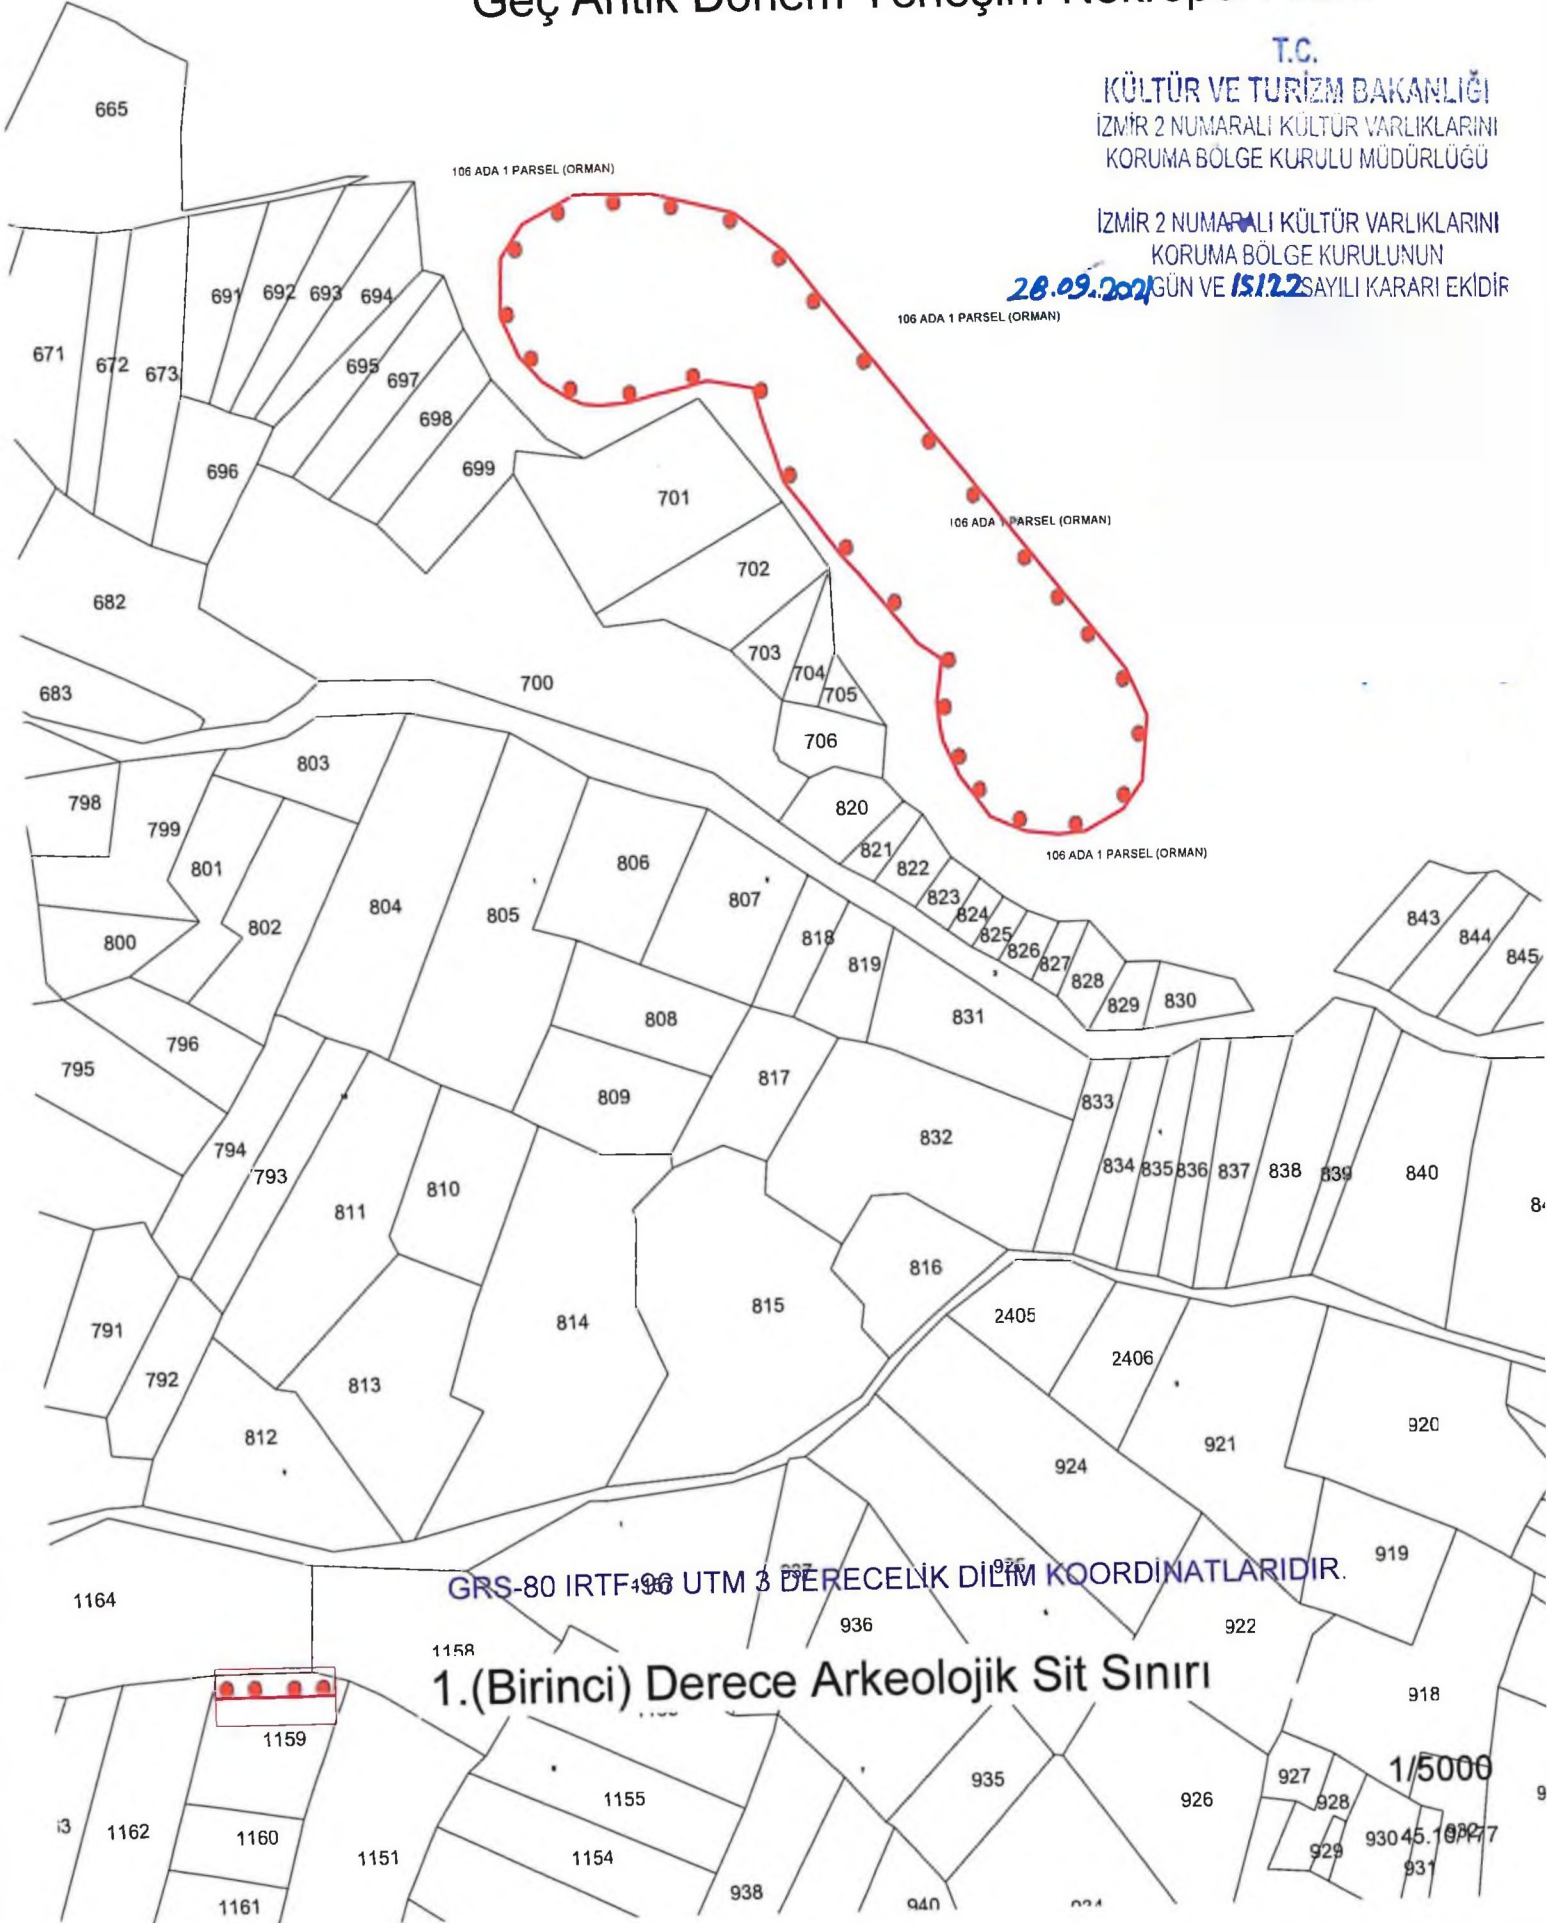 Geç Antik Dönem
T.C.
KÜLTÜR VE TURİZM BAKANLIĞI
İZMİR 2 NUMARALI KÜLTÜR VARLIKLARINI
KORUMA BÖLGE KURULU MÜDÜRLÜĞÜ
İZMİR 2 NUMARALI KÜLTÜR VARLIKLARINI
KORUMA BÖLGE KURULUNUN
28.09.2021 GÜN VE 15122 SAYILI KARARI EKİDİR
665
106 ADA 1 PARSEL (ORMAN)
106 ADA 1 PARSEL (ORMAN)
691 692 693 694
671 672 673
695 697
698
696 699
701
106 ADA 1 PARSEL (ORMAN)
702
682
703
704
705
683 700
706
803
798
799
820
821
106 ADA 1 PARSEL (ORMAN)
801 806 822
807 823
800 802 804 805 824
818 825
819 826
827
828
829 830
843
844
845
796 808 831
795 817
809 833
794 832
793 810 834 835 836 837 838 839 840
811
816
791 814 815 2405
792 813 2406
812 920
921
924
919
GRS-80 IRTF-96 UTM 3 DERECELİK DİLİM KOORDİNATLARIDIR.
1164
936 922
1158
1.(Birinci) Derece Arkeolojik Sit Sınırı
918
1159
1/5000
935 927
1155 926 928
1162 1160 930
1151 1154 929
931
938
1161 940